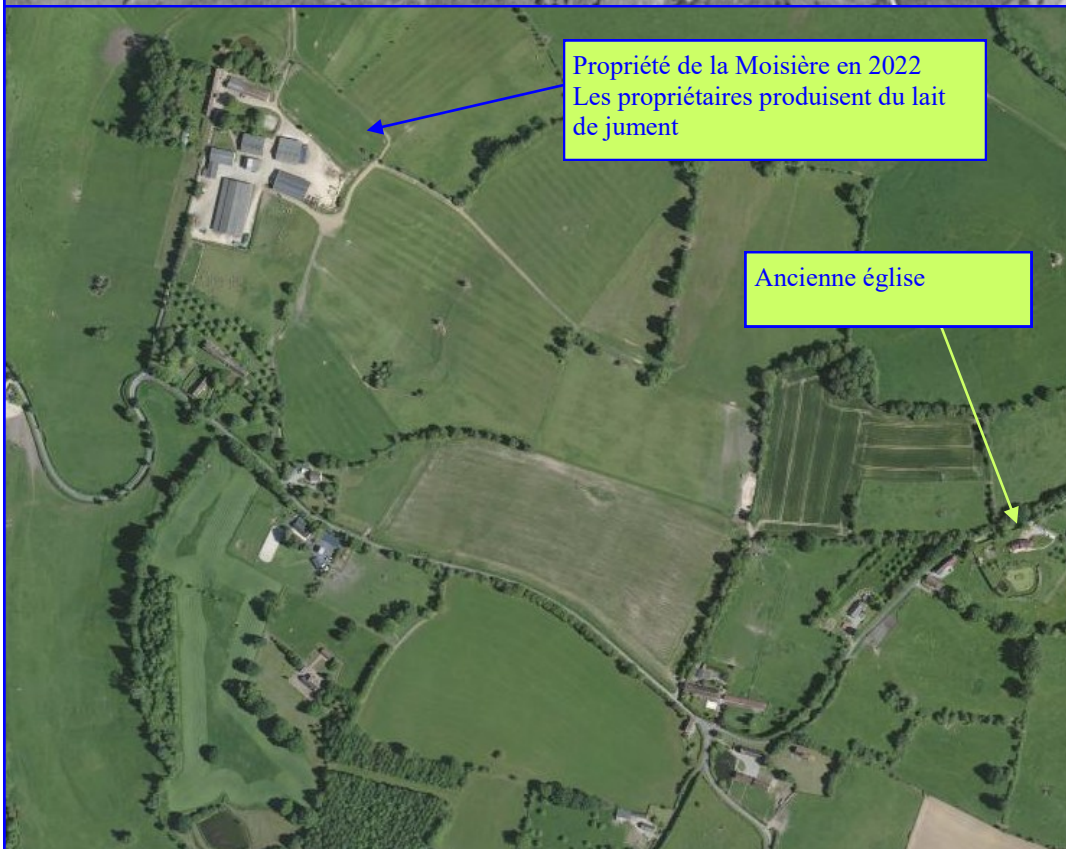 Propriété de la Moisière en 2022
Les propriétaires produisent du lait
de jument
Ancienne église